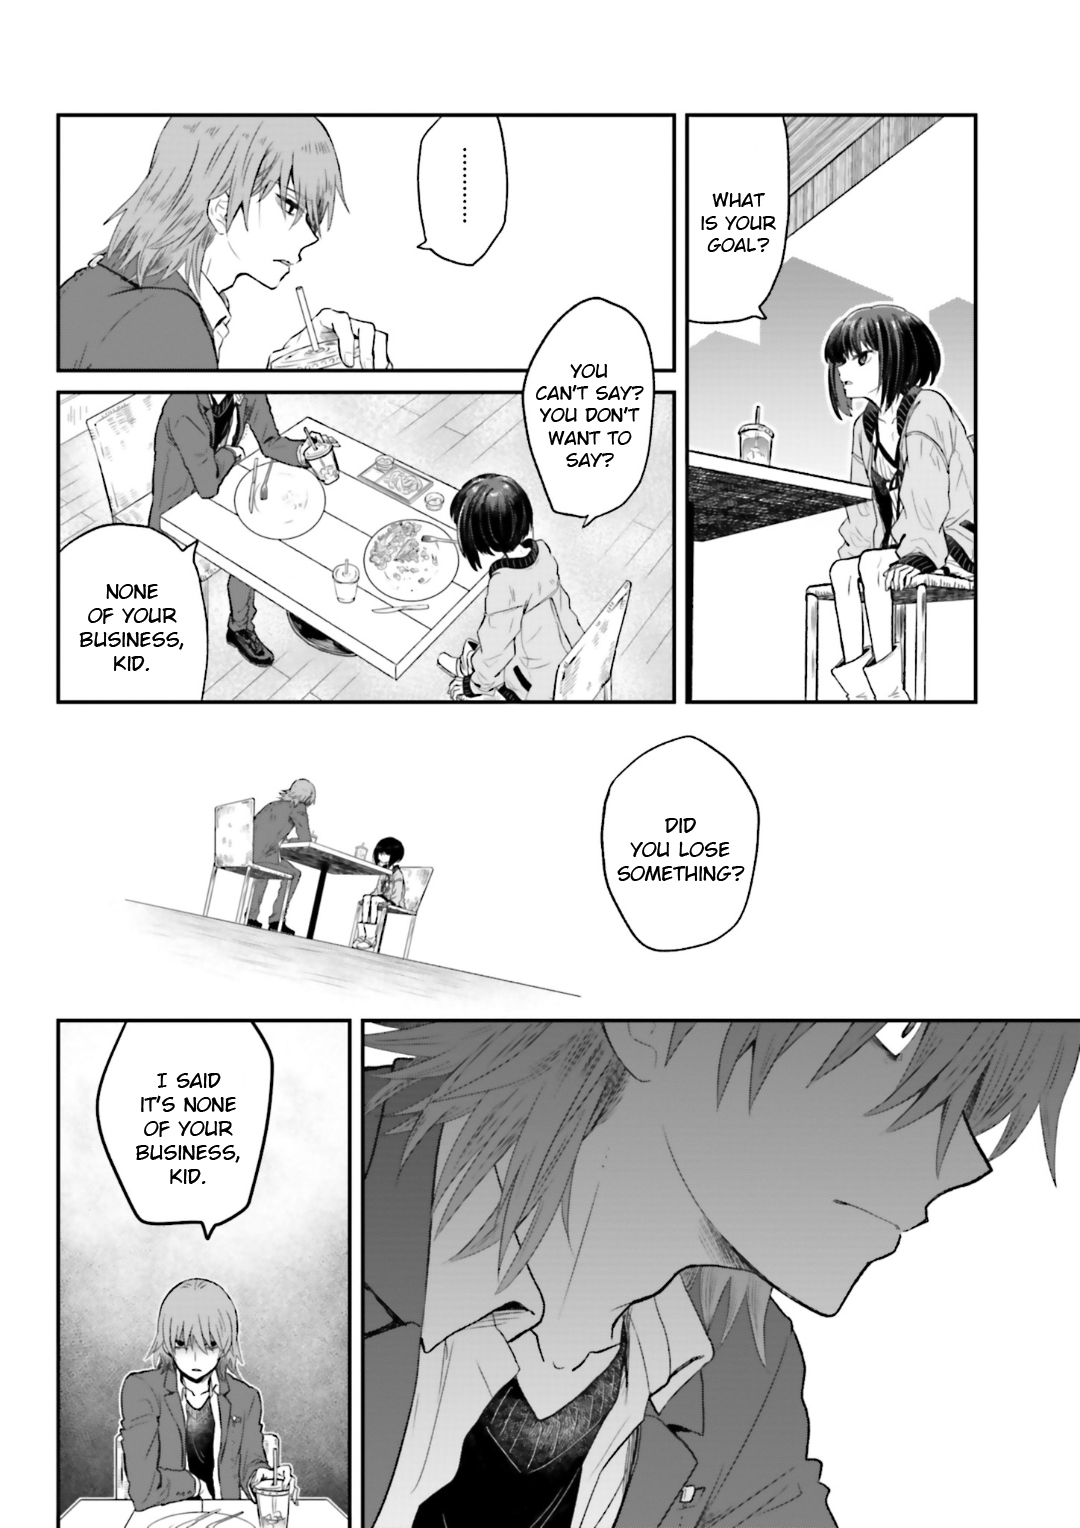 WHAT
IS YOUR
GOAL?
.........
YOU
CAN'T SAY?
YOU DON'T
WANT TO
SAY?
NONE
OF YOUR
BUSINESS,
KID.
DID
YOU LOSE
SOMETHING?
I SAID
IT'S NONE
OF YOUR
BUSINESS,
KID.